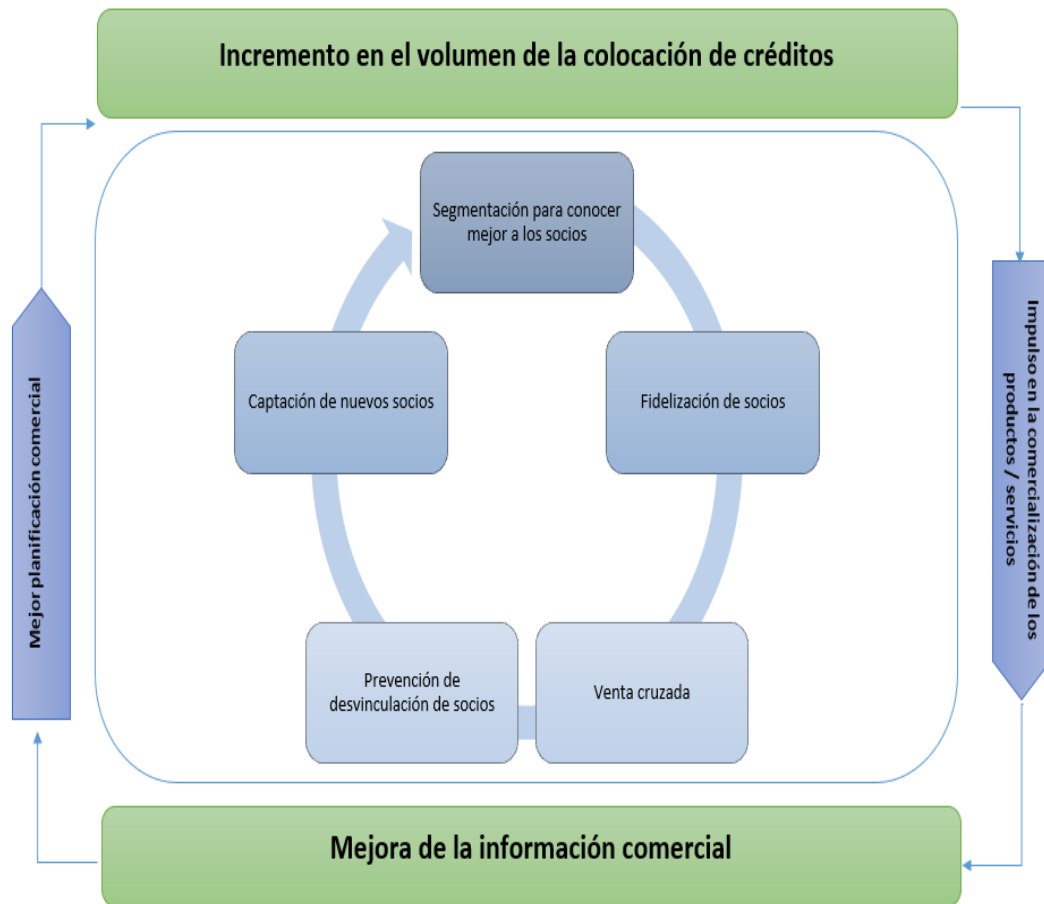 Incremento en el volumen de la colocación de créditos
Segmentación para conocer
mejor a los socios
Captación de nuevos socios
Fidelización de socios
Prevención de
desvinculación de socios
Venta cruzada
Mejor planificación comercial
Impulso en la comercialización de los
productos / servicios
Mejora de la información comercial